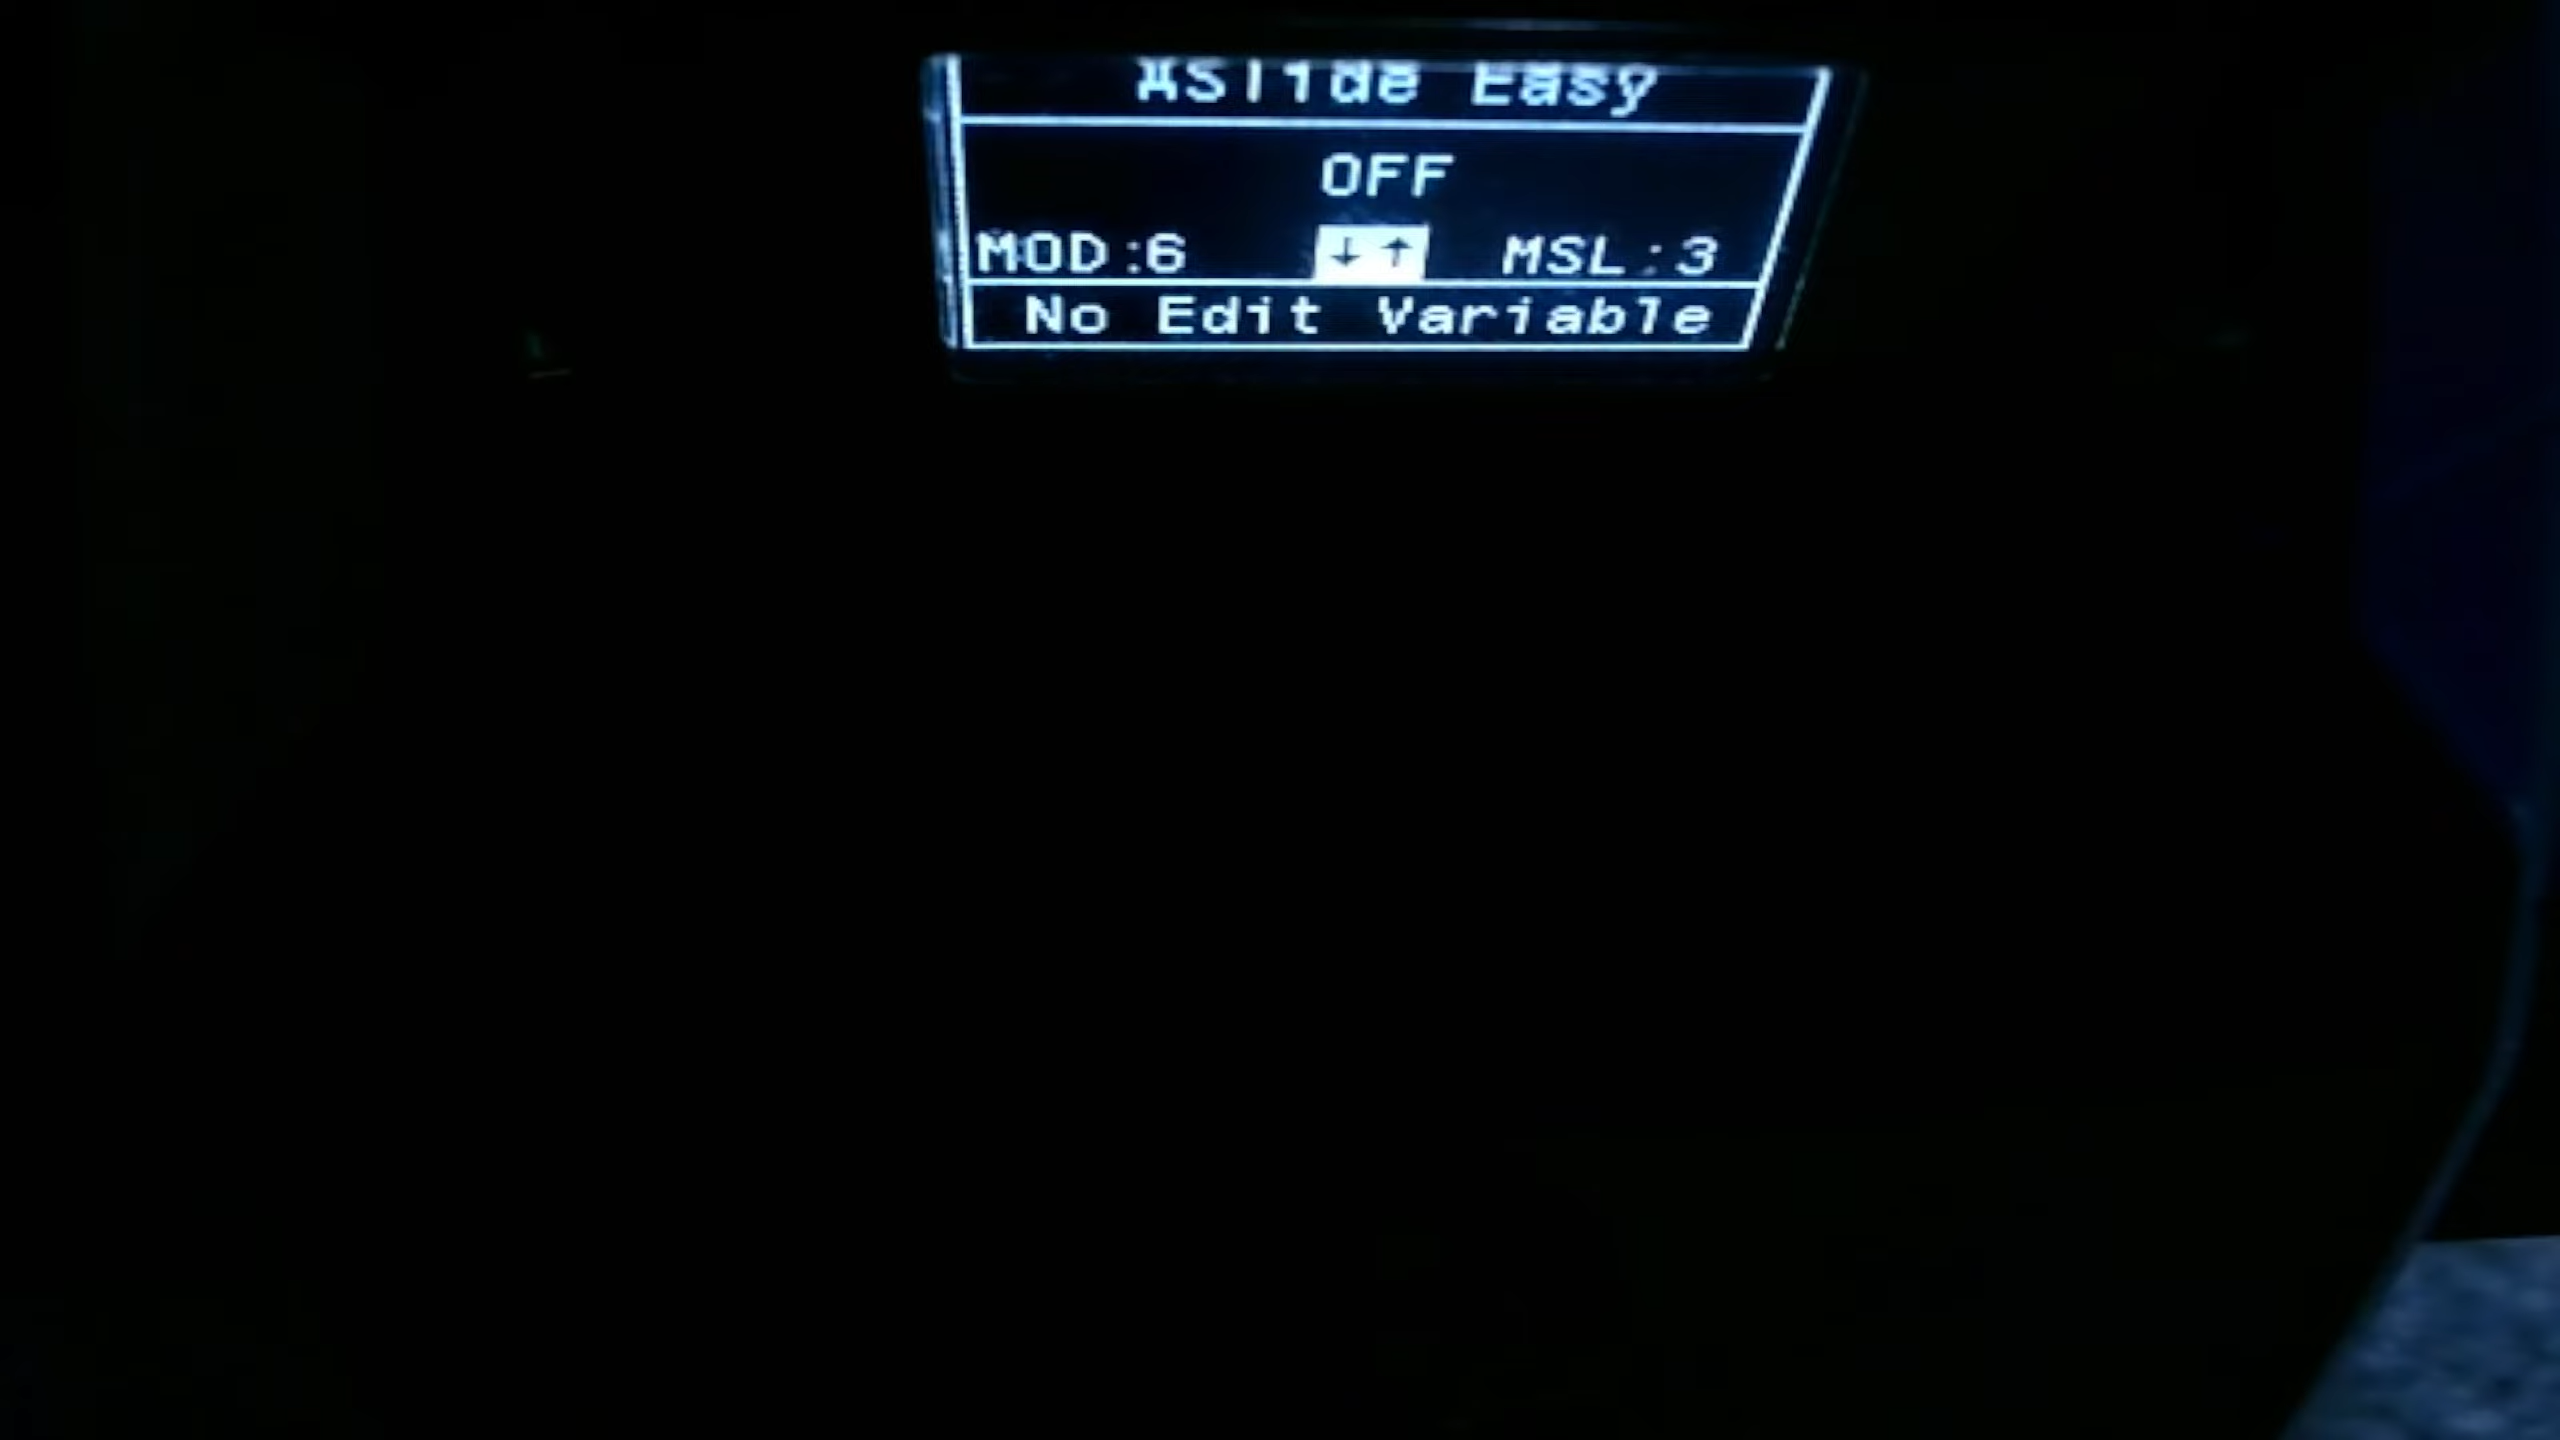 XSlide Easy
OFF
MOD:6 ↓↑ MSL:3
No Edit Variable